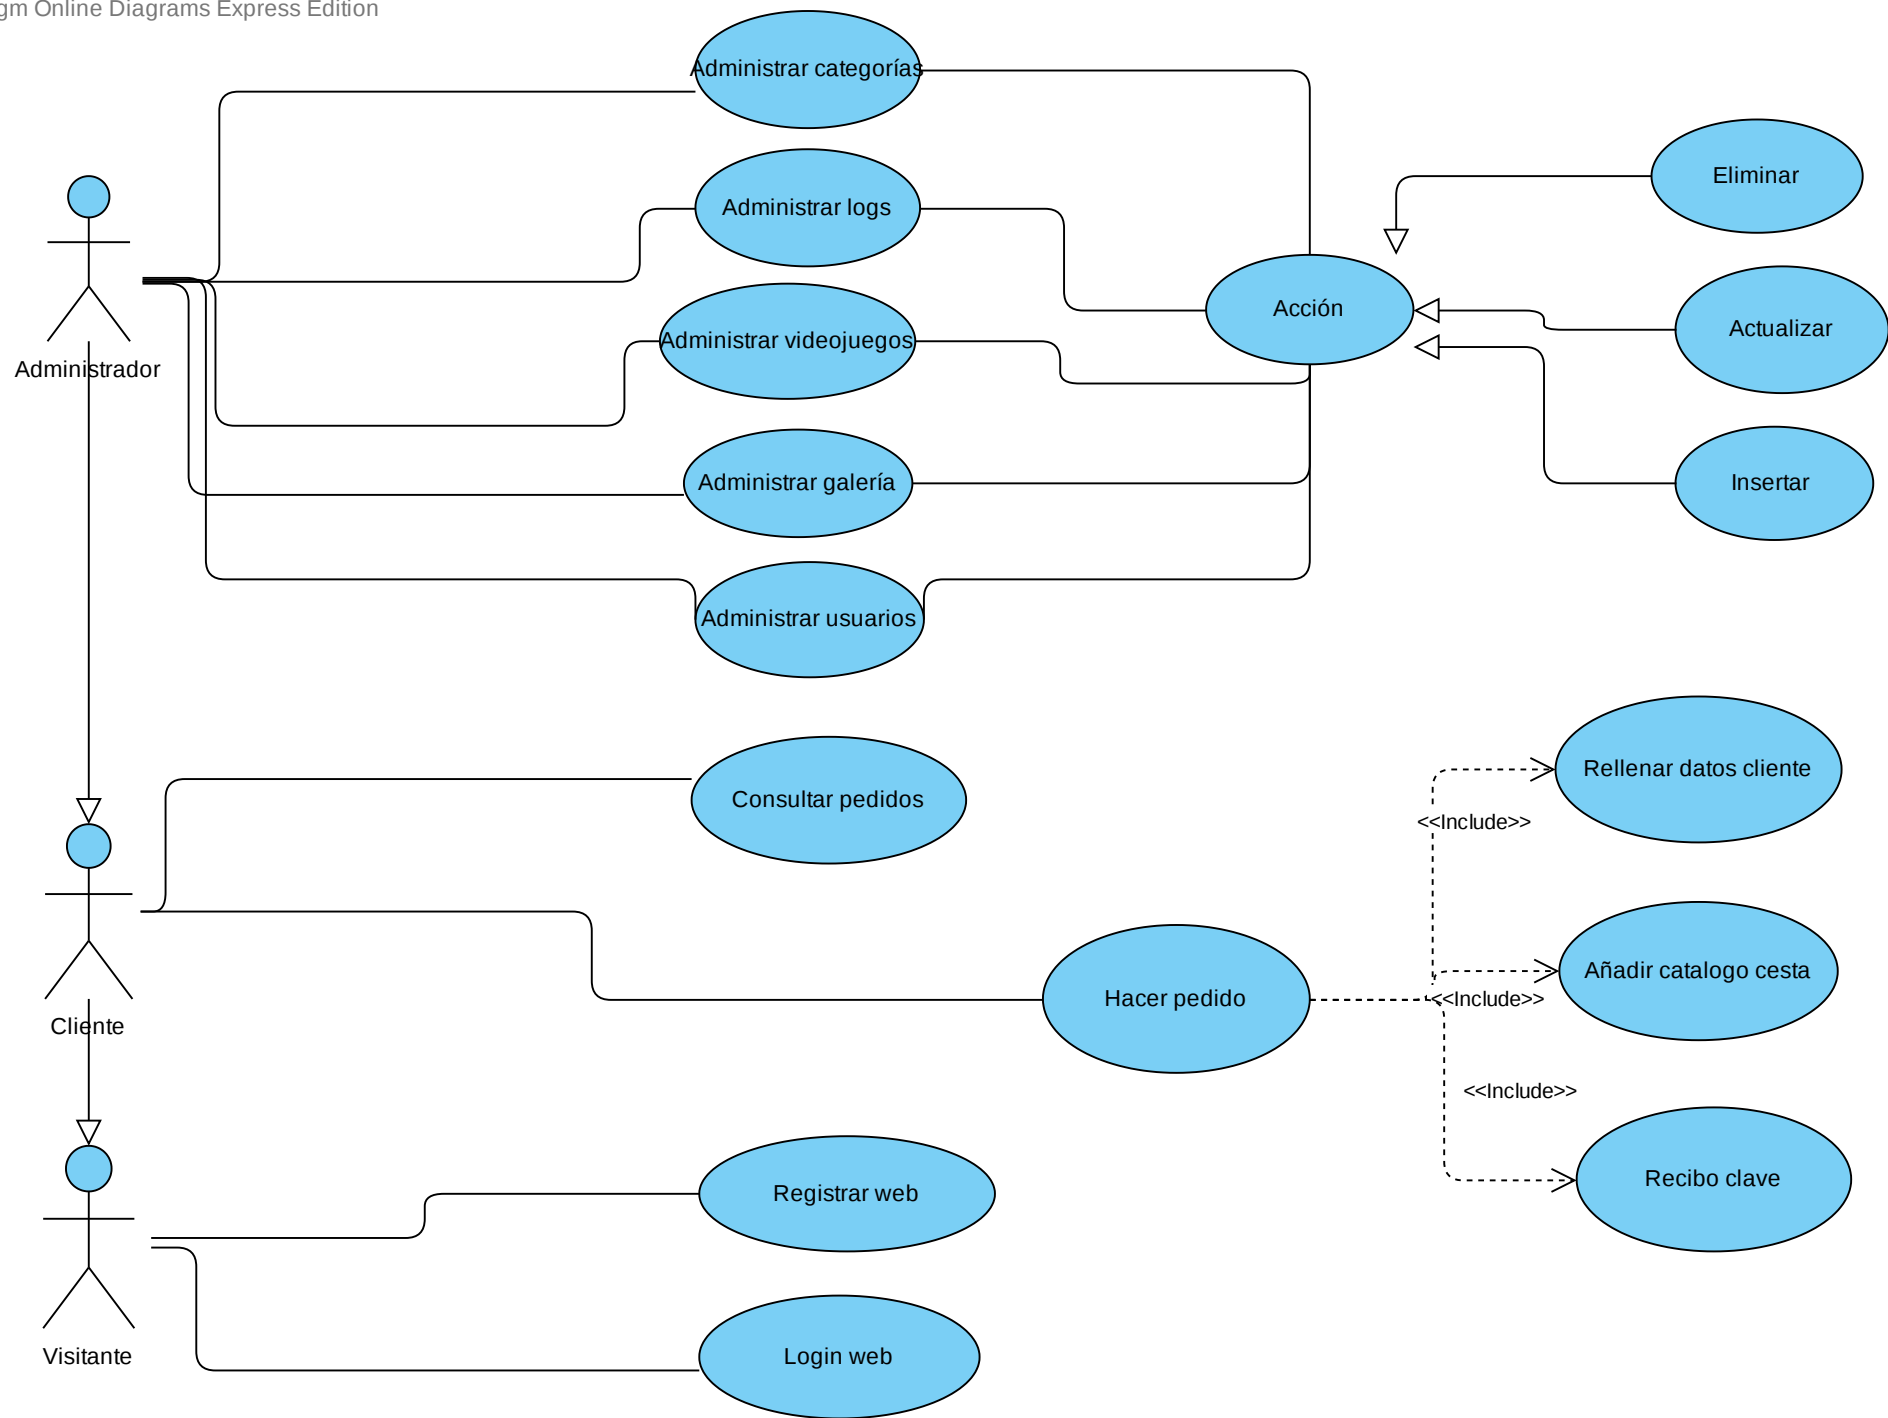 Online Diagrams Express Edition
Administrar categorías
Eliminar
Administrar logs
Acción
Actualizar
Administrar videojuegos
Administrador
Administrar galería
Insertar
Administrar usuarios
Rellenar datos cliente
Consultar pedidos
<<Include>>
Añadir catalogo cesta
Hacer pedido
<<Include>>
Cliente
<<Include>>
Recibo clave
Registrar web
Login web
Visitante